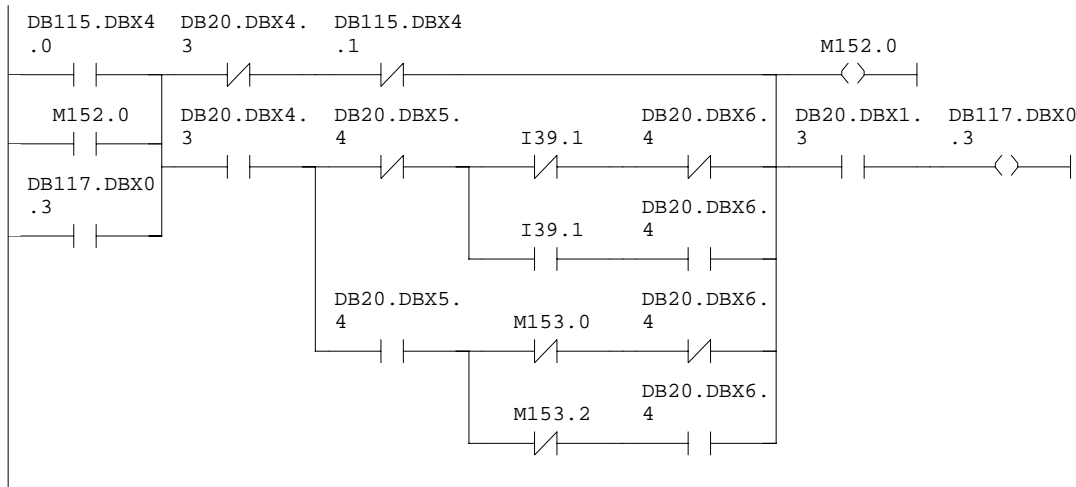 DB115.DBX4 DB20.DBX4. DB115.DBX4
.0 3 .1 M152.0
M152.0 DB20.DBX4. DB20.DBX5. DB20.DBX6. DB20.DBX1. DB117.DBX0
3 4 I39.1 4 3 .3
DB117.DBX0
.3 DB20.DBX6.
I39.1 4
DB20.DBX5. DB20.DBX6.
4 M153.0 4
DB20.DBX6.
M153.2 4